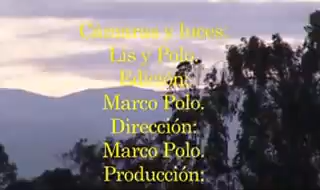 Cámaras y luces.
Lis y Polo.
Edición:
Marco Polo.
Dirección:
Marco Polo.
Producción: